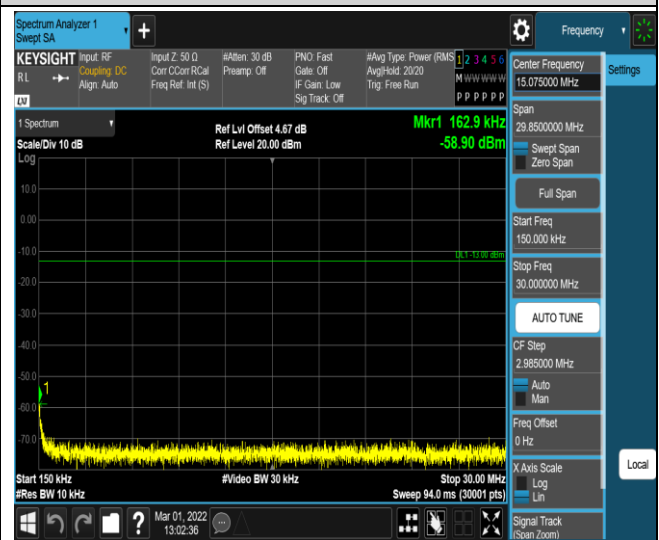 Spectrum Analyzer 1
Swept SA
Frequency
KEYSIGHT
RL
LXI
Input: RF
Coupling: DC
Align: Auto
Input Z: 50 Ω
Corr CCorr RCal
Freq Ref: Int (S)
#Atten: 30 dB
Preamp: Off
PNO: Fast
Gate: Off
IF Gain: Low
Sig Track: Off
#Avg Type: Power (RMS)
Avg|Hold: 20/20
Trig: Free Run
1 2 3 4 5 6
M W W W W W
P P P P P P
1 Spectrum
Scale/Div 10 dB
Ref Lvl Offset 4.67 dB
Ref Level 20.00 dBm
Mkr1 162.9 kHz
-58.90 dBm
Log
10.0
0.00
-10.0
DL1 -13.00 dBm
-20.0
-30.0
-40.0
-50.0
1
-60.0
-70.0
Start 150 kHz
#Video BW 30 kHz
Stop 30.00 MHz
#Res BW 10 kHz
Sweep 94.0 ms (30001 pts)
Mar 01, 2022
13:02:36
Center Frequency
15.075000 MHz
Settings
Span
29.8500000 MHz
Swept Span
Zero Span
Full Span
Start Freq
150.000 kHz
Stop Freq
30.000000 MHz
AUTO TUNE
CF Step
2.985000 MHz
Auto
Man
Freq Offset
0 Hz
X Axis Scale
Log
Lin
Local
Signal Track
(Span Zoom)